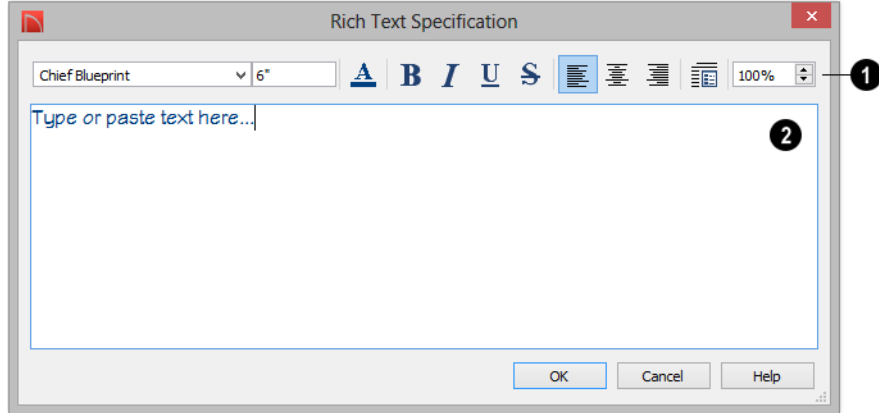 Rich Text Specification
Chief Blueprint 6" A B I U S 100% 1
Type or paste text here...
2
OK Cancel Help